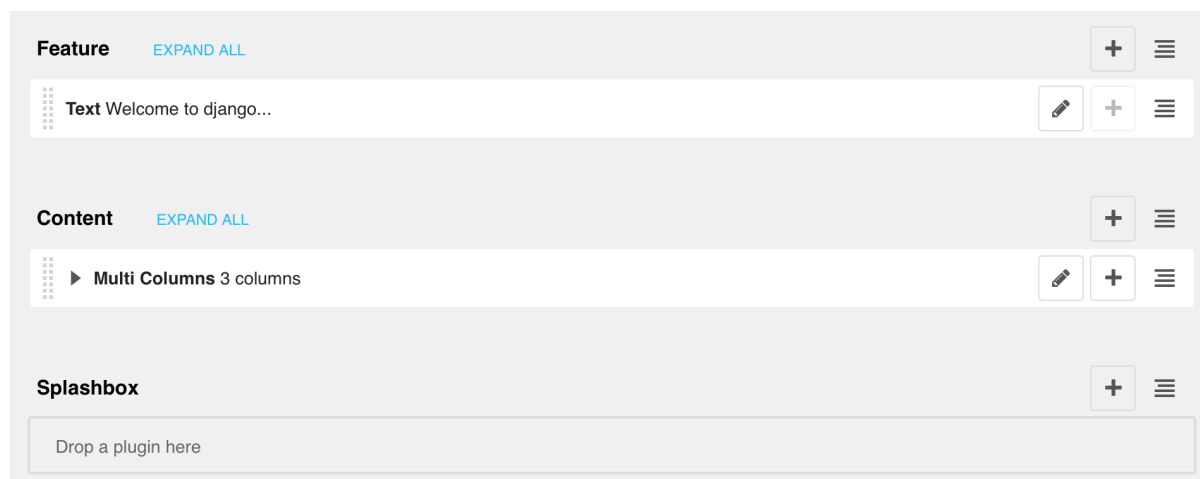 Feature EXPAND ALL
Text Welcome to django...
Content EXPAND ALL
Multi Columns 3 columns
Splashbox
Drop a plugin here